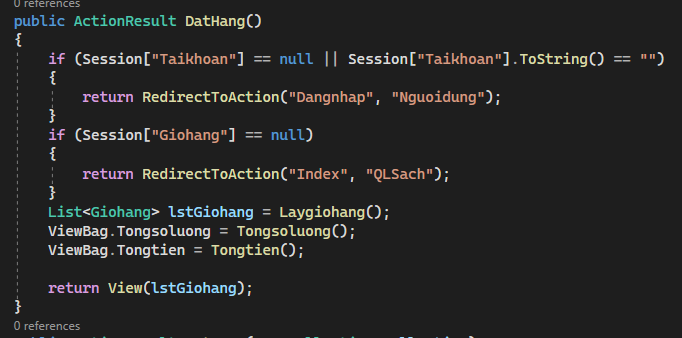 0 references
public ActionResult DatHang()
{
if (Session["Taikhoan"] == null || Session["Taikhoan"].ToString() == "")
{
return RedirectToAction("Dangnhap", "Nguoidung");
}
if (Session["Giohang"] == null)
{
return RedirectToAction("Index", "QLSach");
}
List<Giohang> lstGiohang = Laygiohang();
ViewBag.Tongsoluong = Tongsoluong();
ViewBag.Tongtien = Tongtien();
return View(lstGiohang);
}
0 references